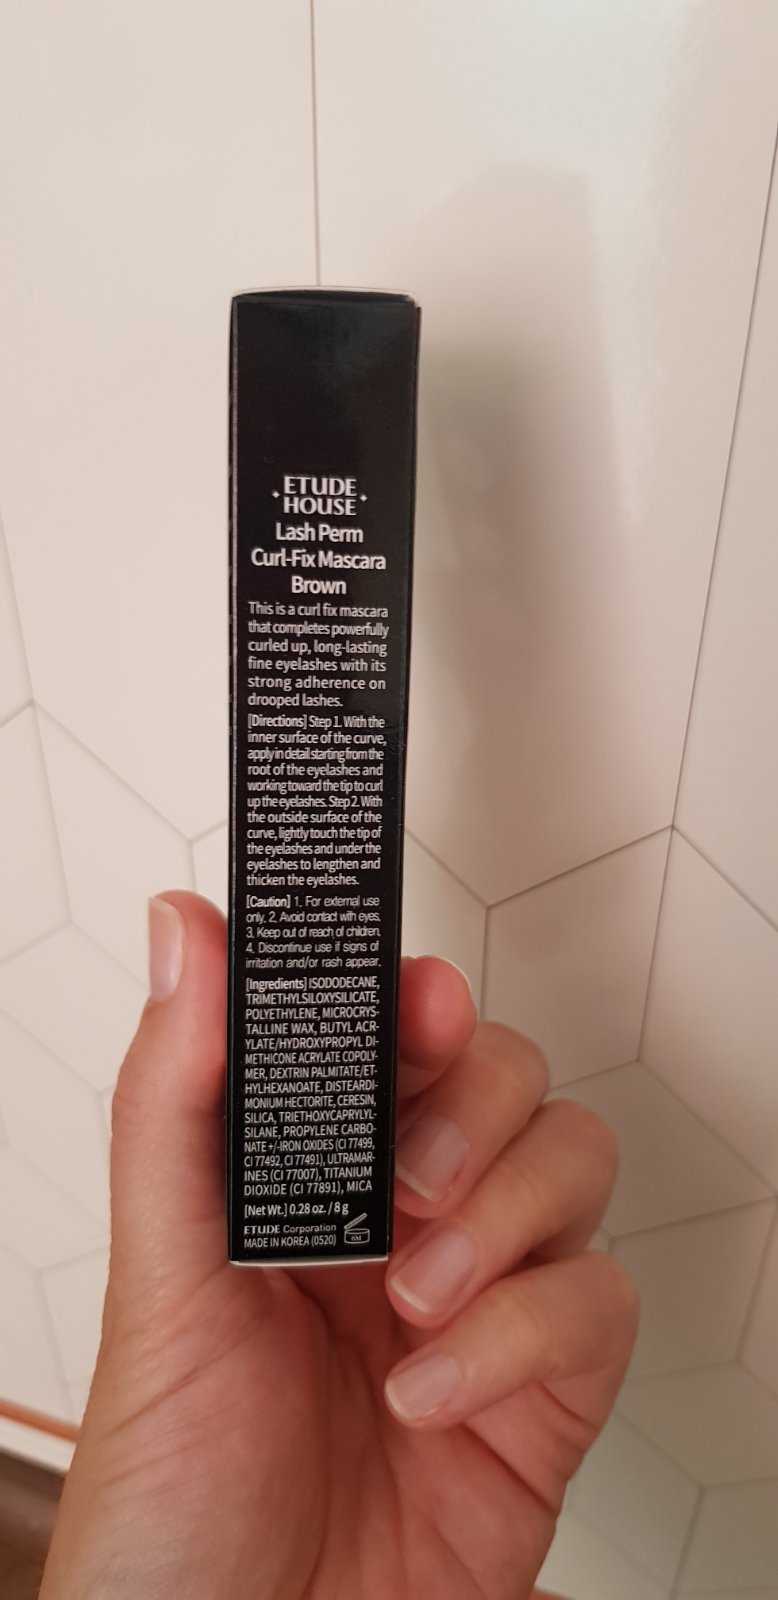 ETUDE
HOUSE
Lash Perm
Curl-Fix Mascara
Brown
This is a curl fix mascara
that completes powerfully
curled up, long-lasting
fine eyelashes with its
strong adherence on
drooped lashes.
[Directions] Step 1. With the
inner surface of the curve,
apply in detail starting from the
root of the eyelashes and
working toward the tip to curl
up the eyelashes. Step 2. With
the outside surface of the
curve, lightly touch the tip of
the eyelashes and under the
eyelashes to lengthen and
thicken the eyelashes.
[Caution] 1. For external use
only. 2. Avoid contact with eyes.
3. Keep out of reach of children.
4. Discontinue use if signs of
irritation and/or rash appear.
[Ingredients] ISODODECANE,
TRIMETHYLSILOXYSILICATE,
POLYETHYLENE, MICROCRYS-
TALLINE WAX, BUTYL ACR-
YLATE/HYDROXYPROPYL DI-
METHICONE ACRYLATE COPOLY-
MER, DEXTRIN PALMITATE/ET-
HYLHEXANOATE, DISTEARDI-
MONIUM HECTORITE, CERESIN,
SILICA, TRIETHOXYCAPRYLYL-
SILANE, PROPYLENE CARBO-
NATE +/-IRON OXIDES (CI 77499,
CI 77492, CI 77491), ULTRAMAR-
INES (CI 77007), TITANIUM
DIOXIDE (CI 77891), MICA
[Net Wt.] 0.28 oz. / 8 g
ETUDE Corporation
MADE IN KOREA (0520)
6M